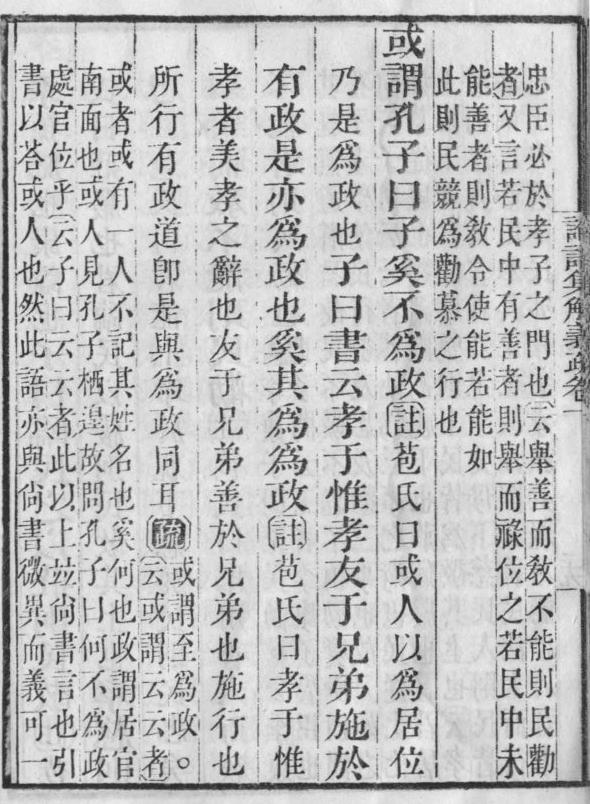 論語集解義疏卷一
忠臣必於孝子之門也云舉善而敎不能則民勸
者又言若民中有善者則舉而祿位之若民中未
能善者則敎令使能若能如
此則民競爲勸慕之行也
或謂孔子曰子奚不爲政註苞氏曰或人以爲居位
乃是爲政也子曰書云孝于惟孝友于兄弟施於
有政是亦爲政也奚其爲爲政註苞氏曰孝于惟
孝者美孝之辭也友于兄弟善於兄弟也施行也
所行有政道卽是與爲政同耳疏
或謂至爲政。
云或謂云云者
或者或有一人不記其姓名也奚何也政謂居官
南面也或人見孔子栖遑故問孔子曰何不爲政
處官位乎云子曰云云者此以上竝尙書言也引
書以荅或人也然此語亦與尙書微異而義可一